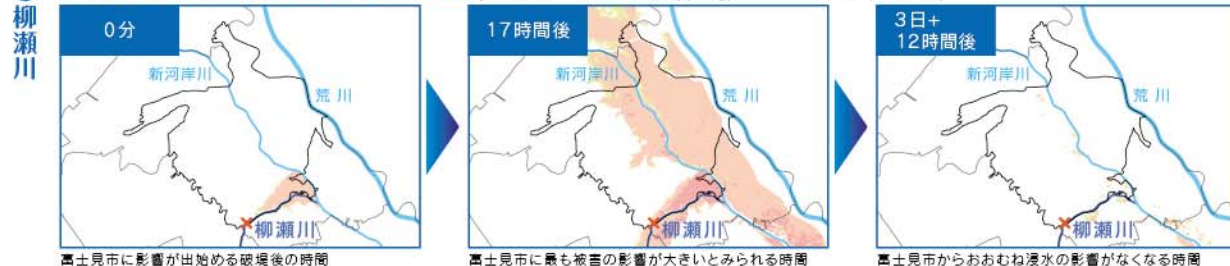 柳瀬川
0分
新河岸川
荒川
柳瀬川
富士見市に影響が出始める破堤後の時間
17時間後
新河岸川
荒川
柳瀬川
富士見市に最も被害の影響が大きいとみられる時間
3日+
12時間後
新河岸川
荒川
柳瀬川
富士見市からおおむね浸水の影響がなくなる時間